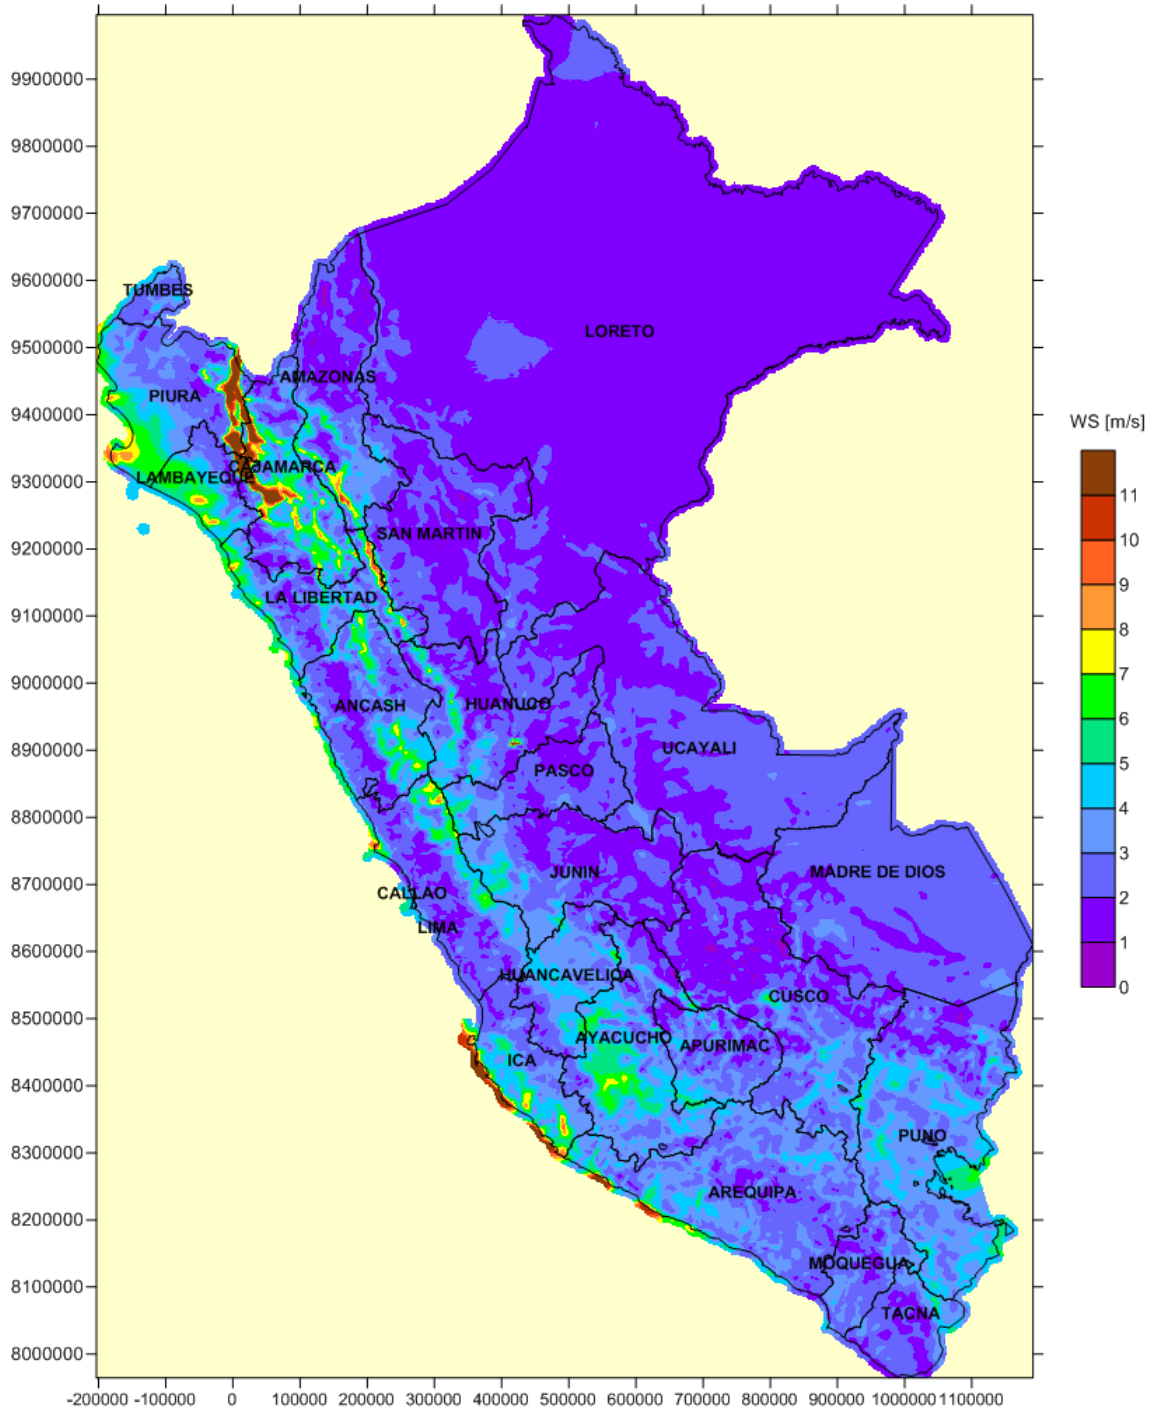 9900000
9800000
9700000
9600000
TUMBES
9500000
LORETO
AMAZONAS
PIURA
9400000
WS [m/s]
CAJAMARCA
LAMBAYEQUE
9300000
11
SAN MARTIN
10
9200000
9
LA LIBERTAD
9100000
8
7
9000000
ANCASH
HUANUCO
6
8900000
UCAYALI
5
PASCO
4
8800000
3
JUNIN
MADRE DE DIOS
8700000
CALLAO
2
LIMA
8600000
1
HUANCAVELICA
0
CUSCO
8500000
AYACUCHO
APURIMAC
ICA
8400000
PUNO
8300000
AREQUIPA
8200000
MOQUEGUA
8100000
TACNA
8000000
-200000 -100000 0 100000 200000 300000 400000 500000 600000 700000 800000 900000 1000000 1100000